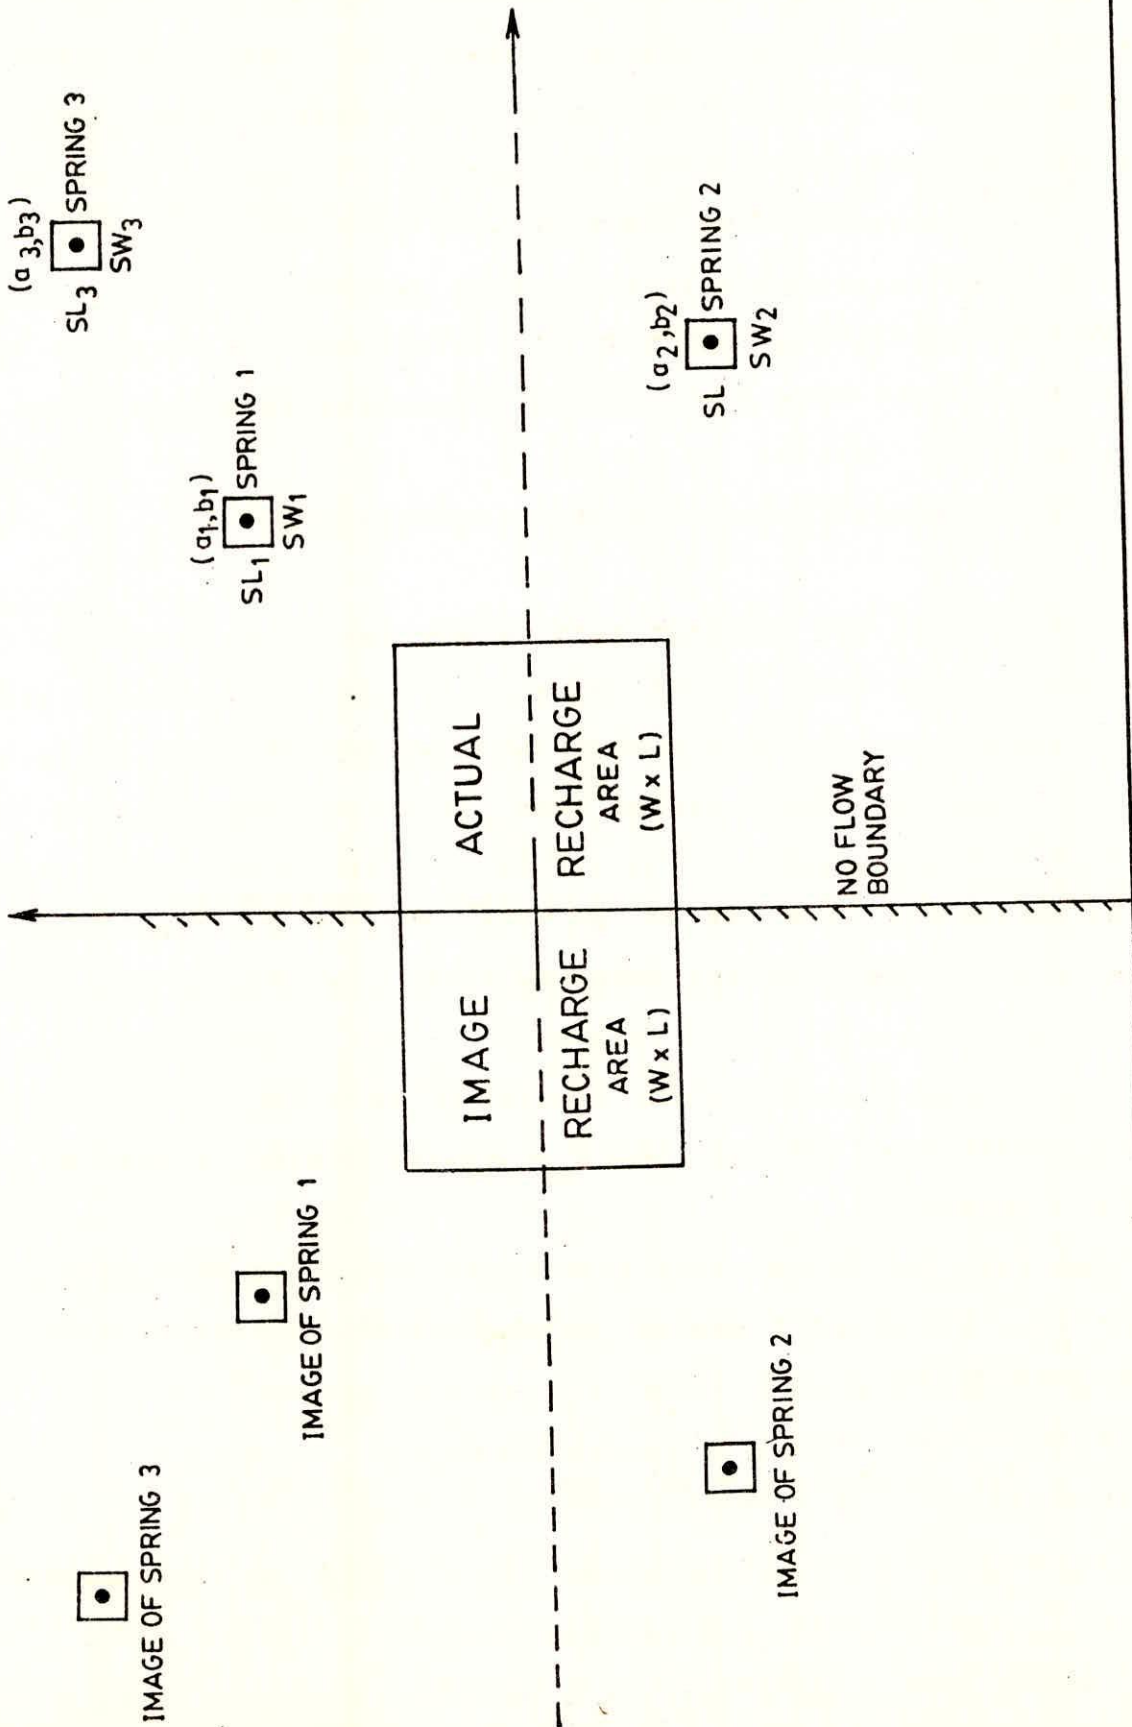 (a3,b3)
SL3
SPRING 3
SW3
(a1,b1)
SL1
SPRING 1
SW1
(a2,b2)
SL
SPRING 2
SW2
IMAGE
ACTUAL
RECHARGE
AREA
(W x L)
RECHARGE
AREA
(W x L)
NO FLOW
BOUNDARY
IMAGE OF SPRING 3
IMAGE OF SPRING 1
IMAGE OF SPRING 2